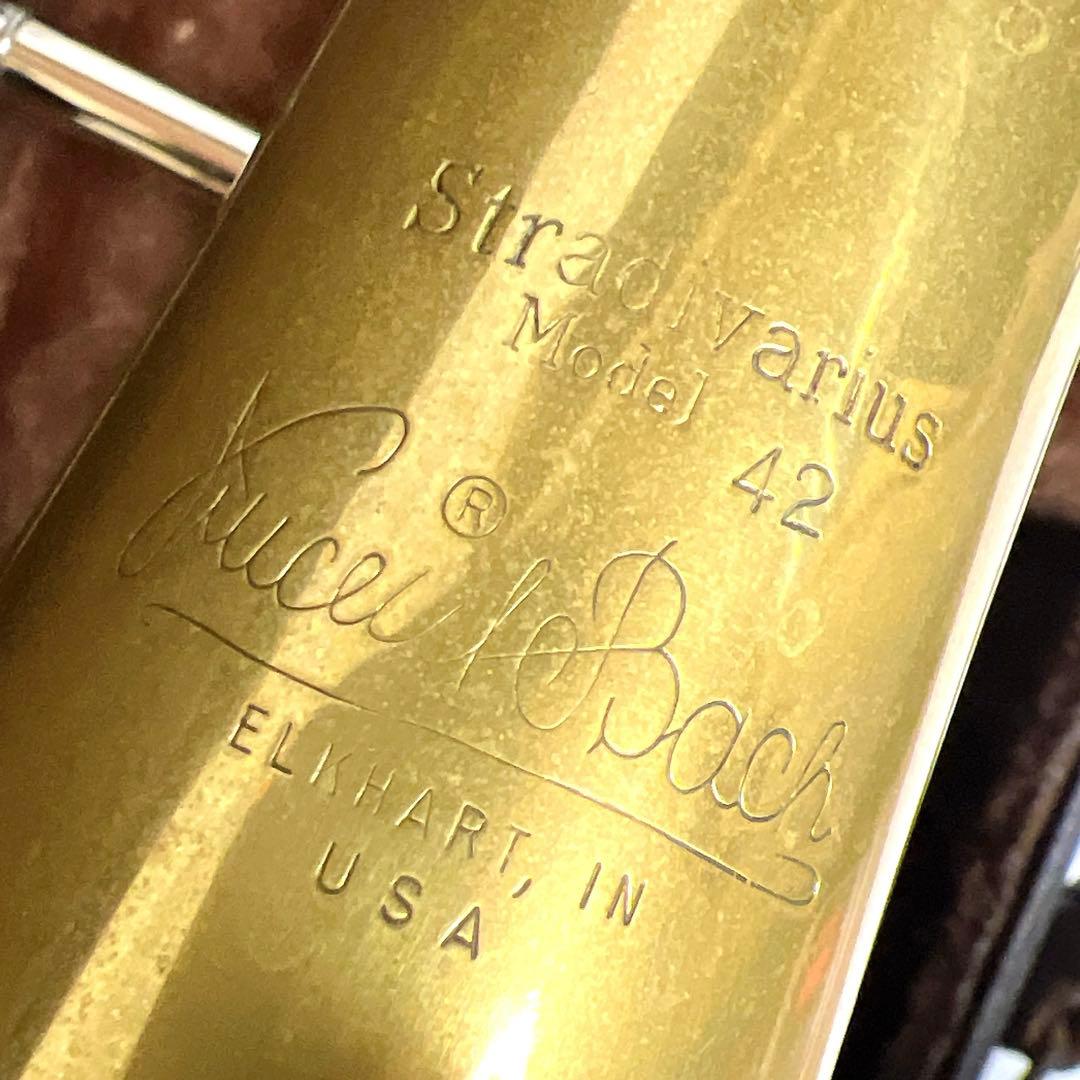 Stradivarius
Model 42
®
Vincent Bach
ELKHART, IN
USA